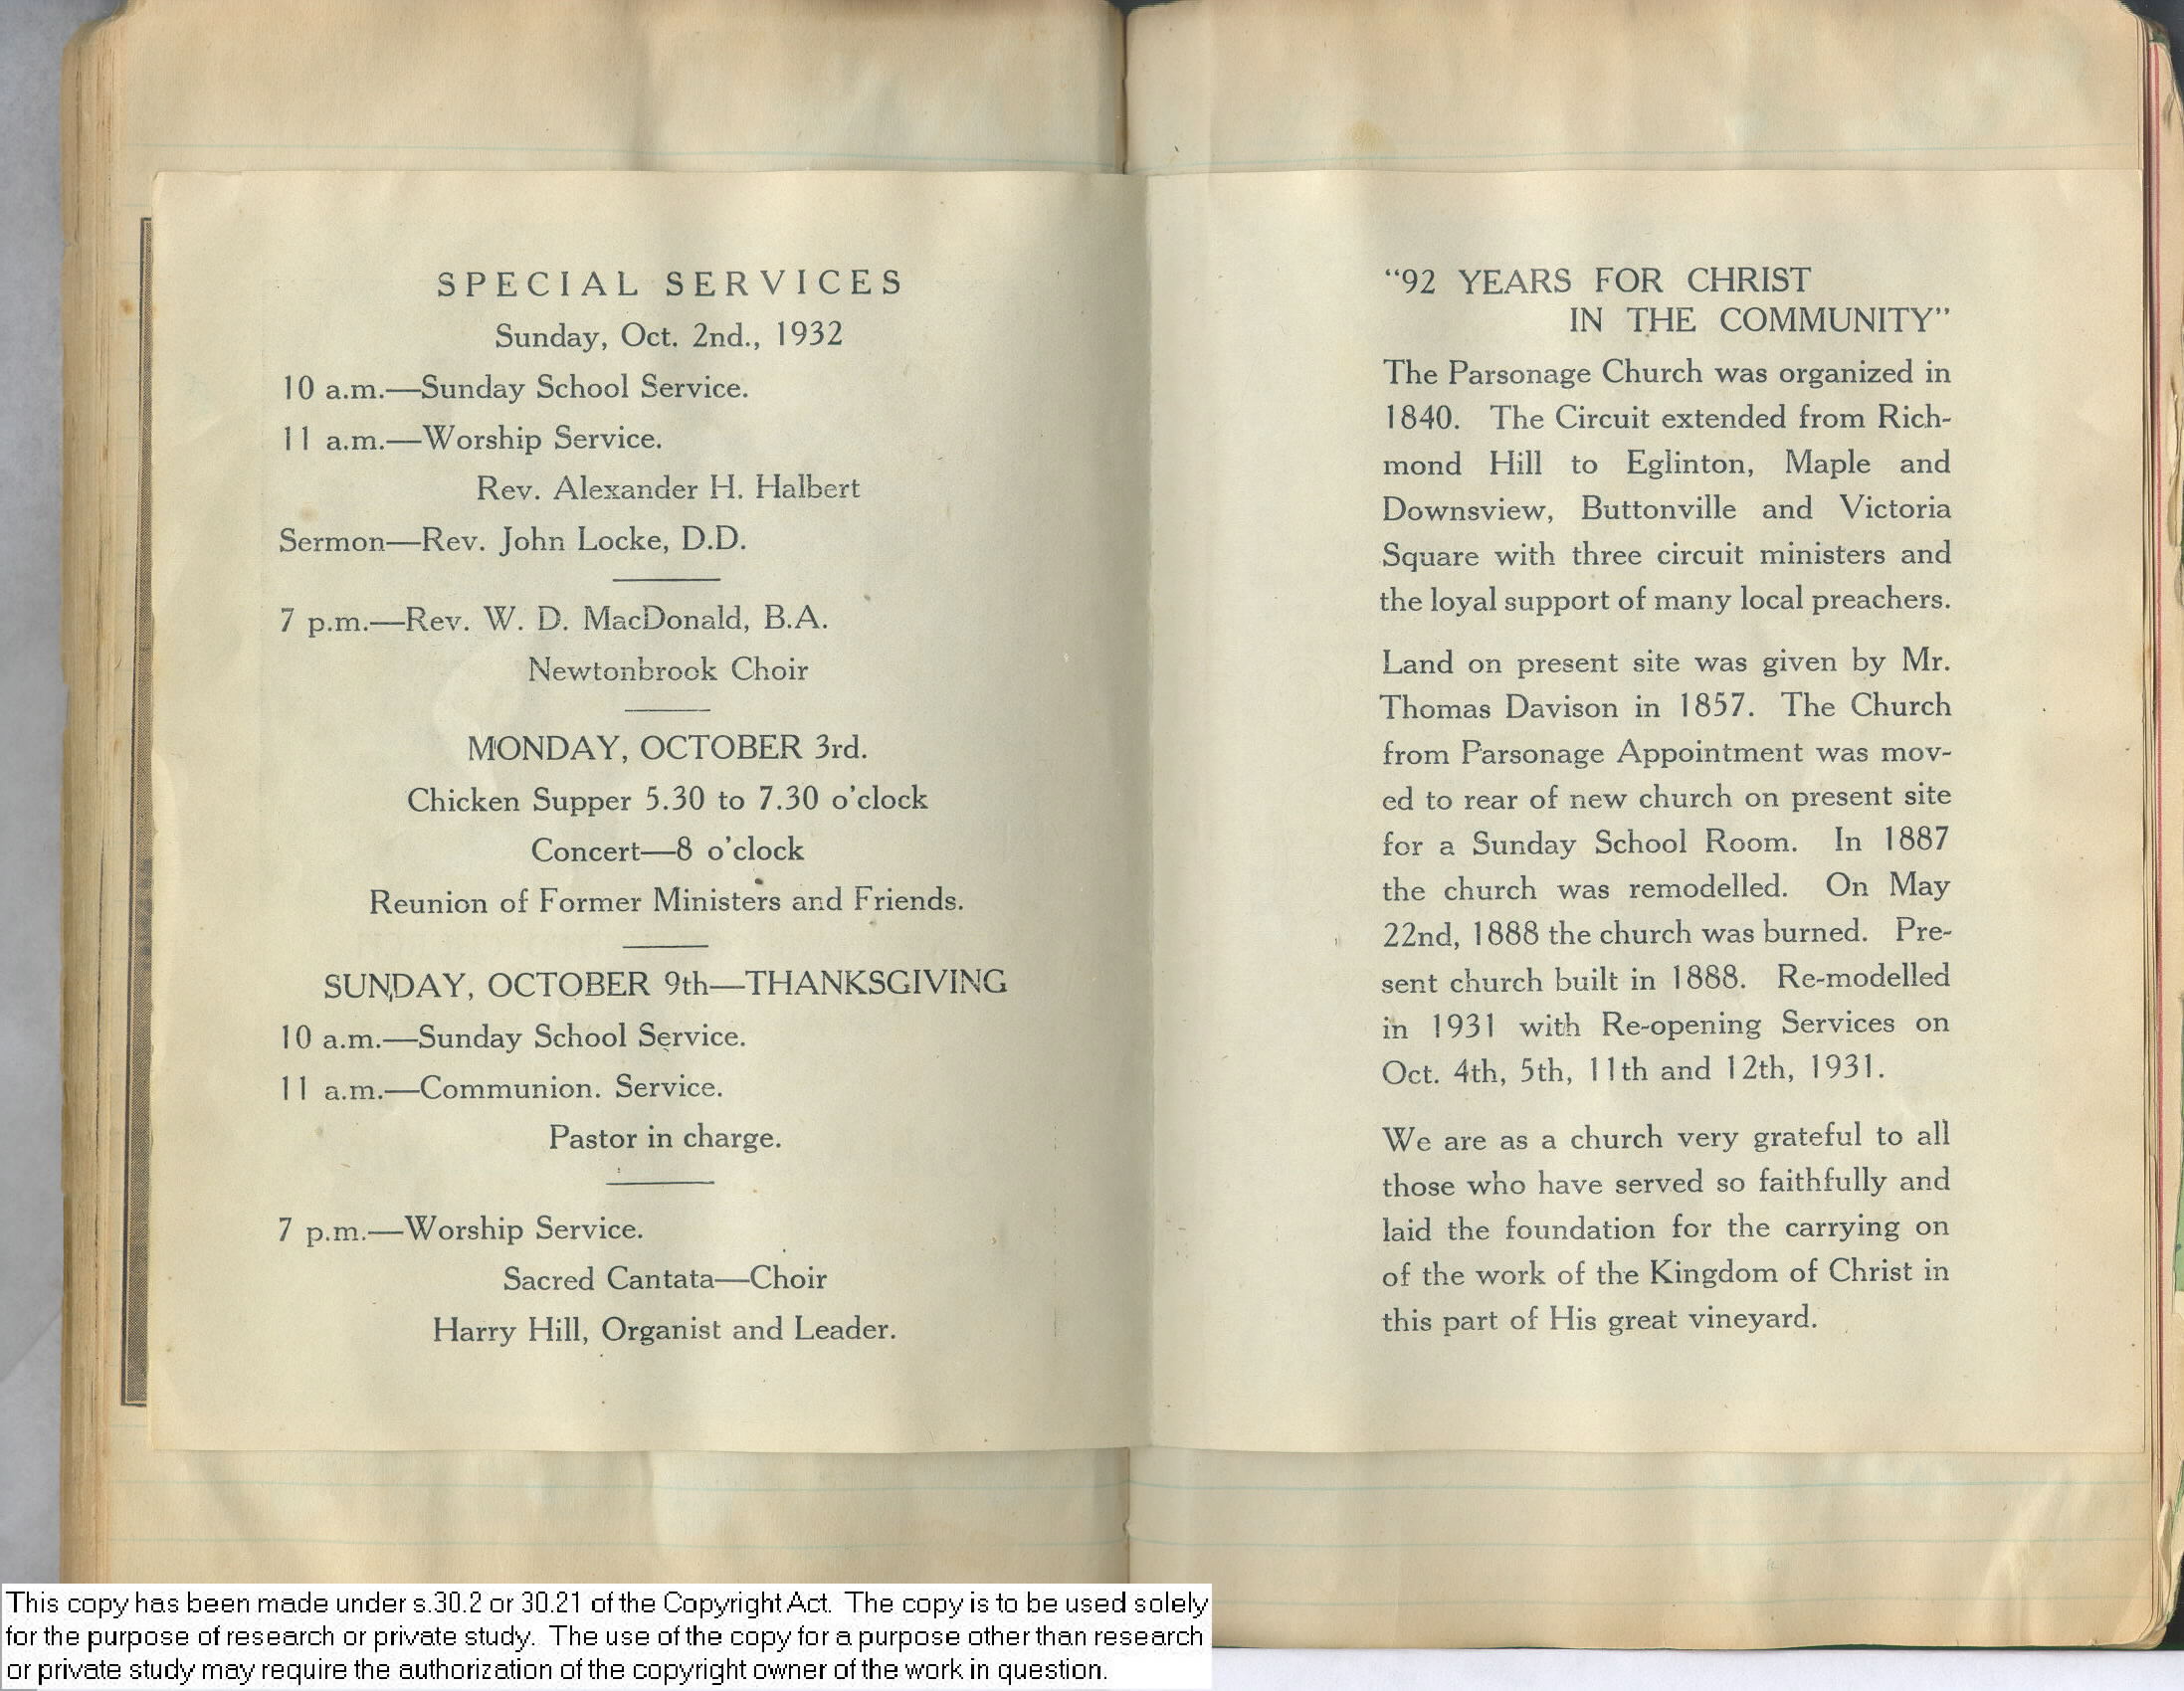 SPECIAL SERVICES
Sunday, Oct. 2nd., 1932
10 a.m.—Sunday School Service.
11 a.m.—Worship Service.
Rev. Alexander H. Halbert
Sermon—Rev. John Locke, D.D.
7 p.m.—Rev. W. D. MacDonald, B.A.
Newtonbrook Choir
MONDAY, OCTOBER 3rd.
Chicken Supper 5.30 to 7.30 o'clock
Concert—8 o'clock
Reunion of Former Ministers and Friends.
SUNDAY, OCTOBER 9th—THANKSGIVING
10 a.m.—Sunday School Service.
11 a.m.—Communion. Service.
Pastor in charge.
7 p.m.—Worship Service.
Sacred Cantata—Choir
Harry Hill, Organist and Leader.
“92 YEARS FOR CHRIST
IN THE COMMUNITY”
The Parsonage Church was organized in
1840. The Circuit extended from Rich-
mond Hill to Eglinton, Maple and
Downsview, Buttonville and Victoria
Square with three circuit ministers and
the loyal support of many local preachers.
Land on present site was given by Mr.
Thomas Davison in 1857. The Church
from Parsonage Appointment was mov-
ed to rear of new church on present site
for a Sunday School Room. In 1887
the church was remodelled. On May
22nd, 1888 the church was burned. Pre-
sent church built in 1888. Re-modelled
in 1931 with Re-opening Services on
Oct. 4th, 5th, 11th and 12th, 1931.
We are as a church very grateful to all
those who have served so faithfully and
laid the foundation for the carrying on
of the work of the Kingdom of Christ in
this part of His great vineyard.
This copy has been made under s.30.2 or 30.21 of the Copyright Act. The copy is to be used solely
for the purpose of research or private study. The use of the copy for a purpose other than research
or private study may require the authorization of the copyright owner of the work in question.